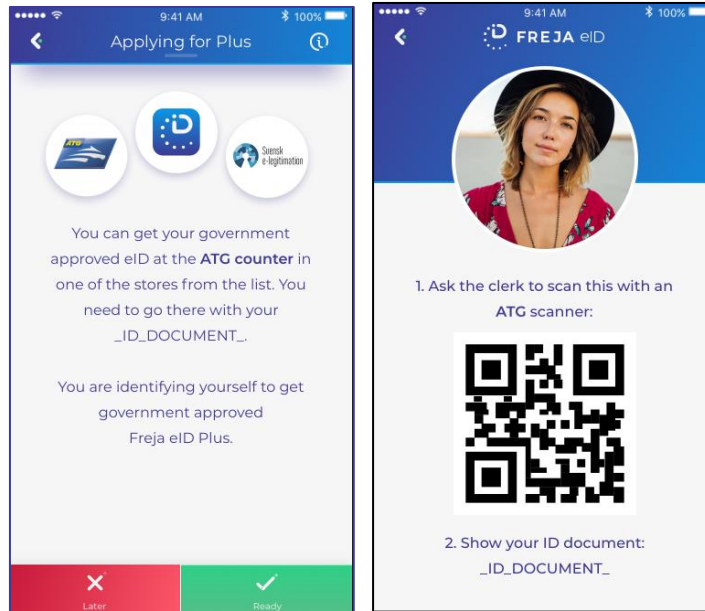 9:41 AM
100%
Applying for Plus
ATG
iD
Svensk
e-legitimation
You can get your government
approved eID at the ATG counter in
one of the stores from the list. You
need to go there with your
_ID_DOCUMENT_.
You are identifying yourself to get
government approved
Freja eID Plus.
Later
Ready
9:41 AM
100%
iD FREJA eID
1. Ask the clerk to scan this with an
ATG scanner:
2. Show your ID document:
_ID_DOCUMENT_